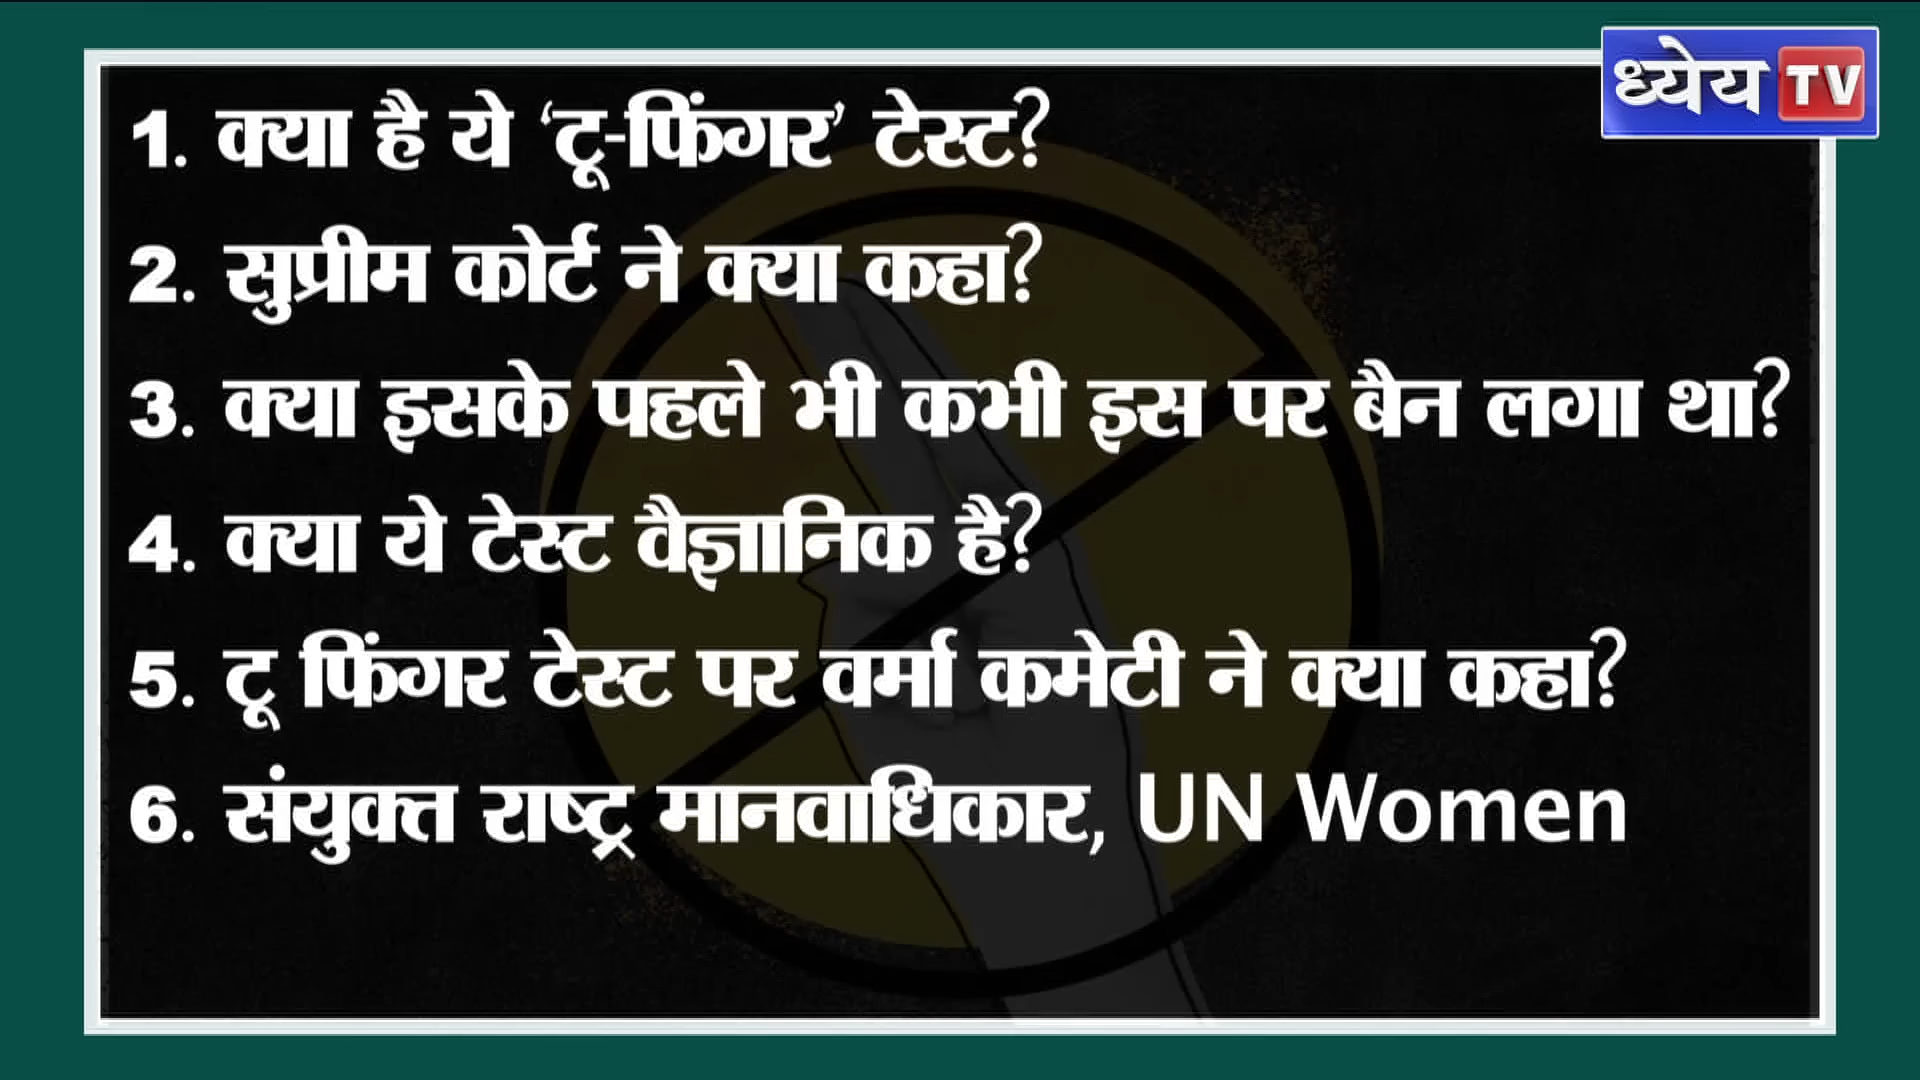 ध्येय TV
1. क्या है ये ‘टू-फिंगर’ टेस्ट?
2. सुप्रीम कोर्ट ने क्या कहा?
3. क्या इसके पहले भी कभी इस पर बैन लगा था?
4. क्या ये टेस्ट वैज्ञानिक है?
5. टू फिंगर टेस्ट पर वर्मा कमेटी ने क्या कहा?
6. संयुक्त राष्ट्र मानवाधिकार, UN Women